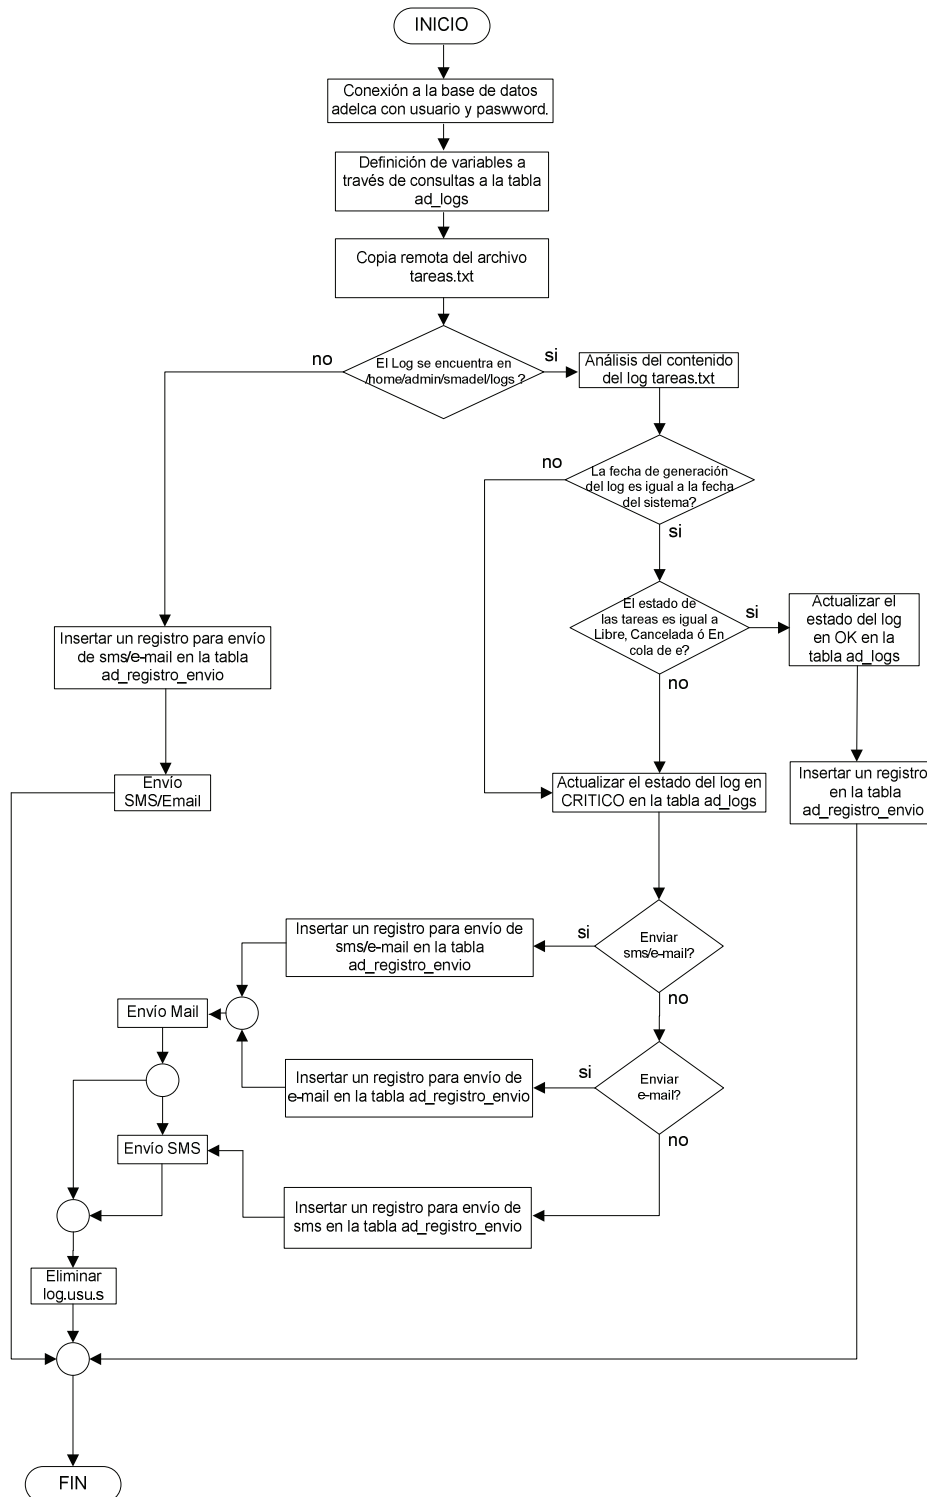 INICIO
Conexión a la base de datos
adelca con usuario y paswword.
Definición de variables a
través de consultas a la tabla
ad_logs
Copia remota del archivo
tareas.txt
El Log se encuentra en
/home/admin/smadel/logs ?
no
si
Análisis del contenido
del log tareas.txt
La fecha de generación
del log es igual a la fecha
del sistema?
no
si
El estado de
las tareas es igual a
Libre, Cancelada ó En
cola de e?
si
no
Actualizar el
estado del log
en OK en la
tabla ad_logs
Insertar un registro para envío
de sms/e-mail en la tabla
ad_registro_envio
Envío
SMS/Email
Actualizar el estado del log en
CRITICO en la tabla ad_logs
Insertar un registro
en la tabla
ad_registro_envio
Enviar
sms/e-mail?
si
no
Insertar un registro para envío de
sms/e-mail en la tabla
ad_registro_envio
Envío Mail
Enviar
e-mail?
si
no
Insertar un registro para envío de
e-mail en la tabla ad_registro_envio
Envío SMS
Insertar un registro para envío de
sms en la tabla ad_registro_envio
Eliminar
log.usu.s
FIN